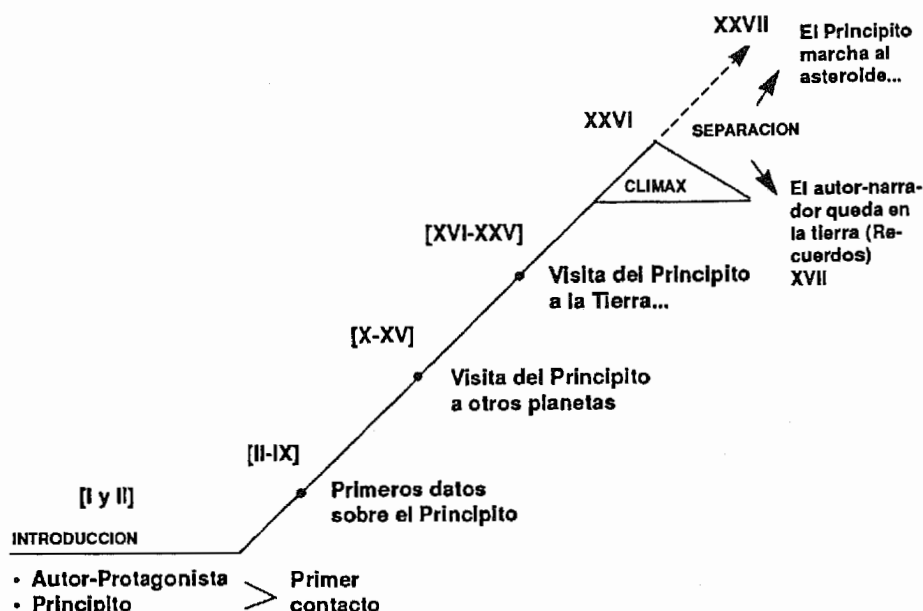 XXVII
El Principito
marcha al
asteroide...
XXVI
SEPARACION
CLIMAX
El autor-narra-
dor queda en
la tierra (Re-
cuerdos)
XVII
[XVI-XXV]
Visita del Principito
a la Tierra...
[X-XV]
Visita del Principito
a otros planetas
[II-IX]
Primeros datos
sobre el Principito
[I y II]
INTRODUCCION
• Autor-Protagonista
• Principito
Primer
contacto